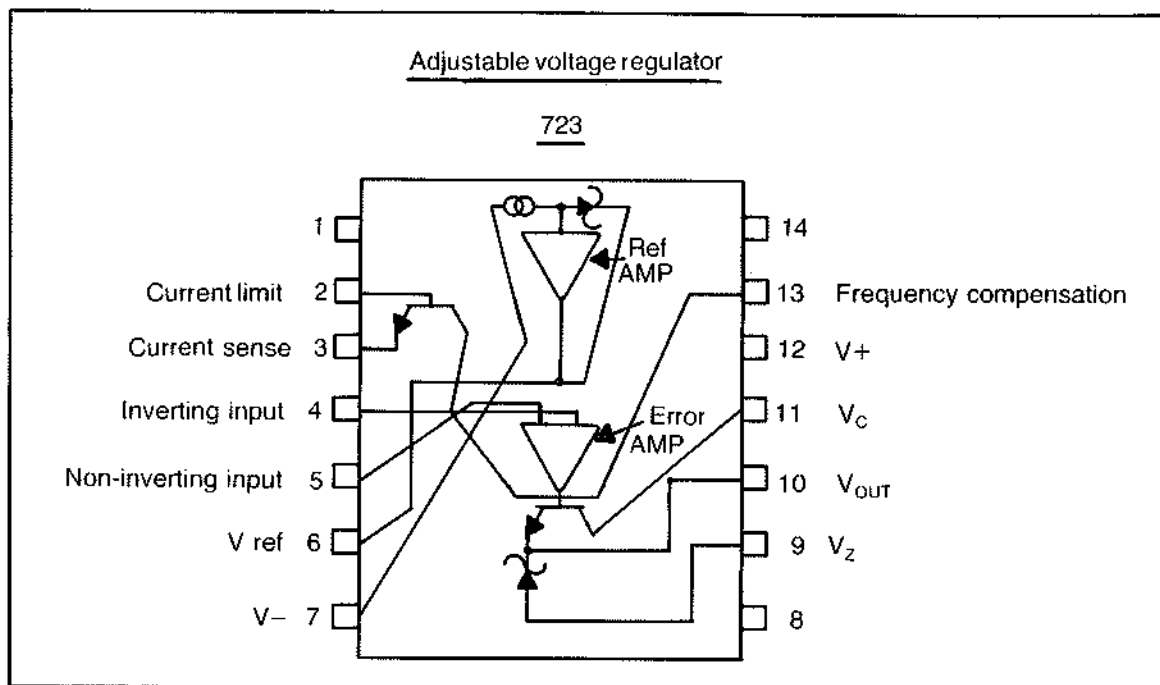 Adjustable voltage regulator
723
1
14
Ref
AMP
Current limit 2
13 Frequency compensation
Current sense 3
12 V+
Inverting input 4
Error
AMP
11 VC
Non-inverting input 5
10 VOUT
V ref 6
9 VZ
V− 7
8